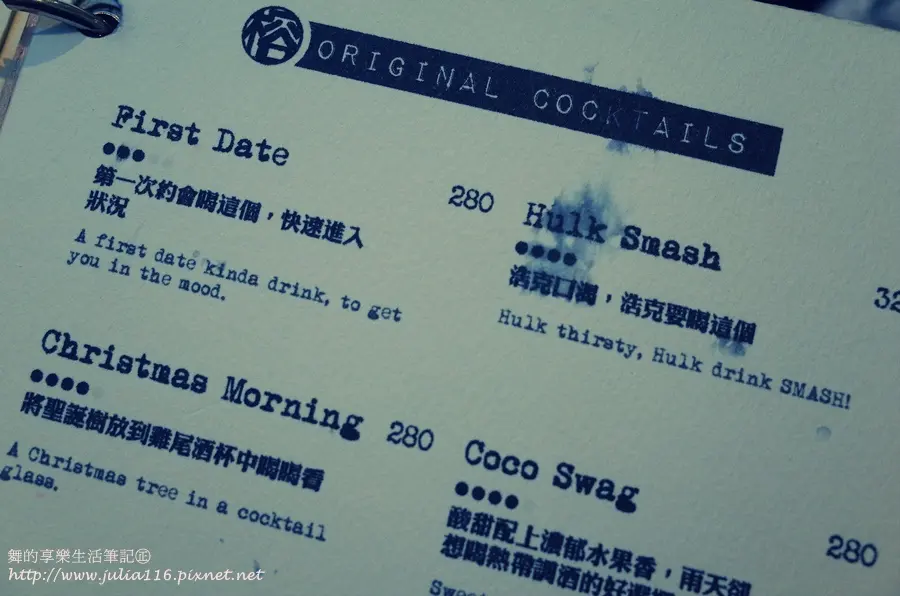 榕 ORIGINAL COCKTAILS
First Date
280
第一次約會喝這個，快速進入
狀況
A first date kinda drink, to get
you in the mood.
Hulk Smash
浩克口渴，浩克要喝這個
Hulk thirsty, Hulk drink SMASH!
Christmas Morning
280
將聖誕樹放到雞尾酒杯中喝喝看
A Christmas tree in a cocktail
glass.
Coco Swag
280
酸甜配上濃郁水果香，雨天卻
想喝熱帶調酒的好選擇
舞的享樂生活筆記㊣
http://www.julia116.pixnet.net/